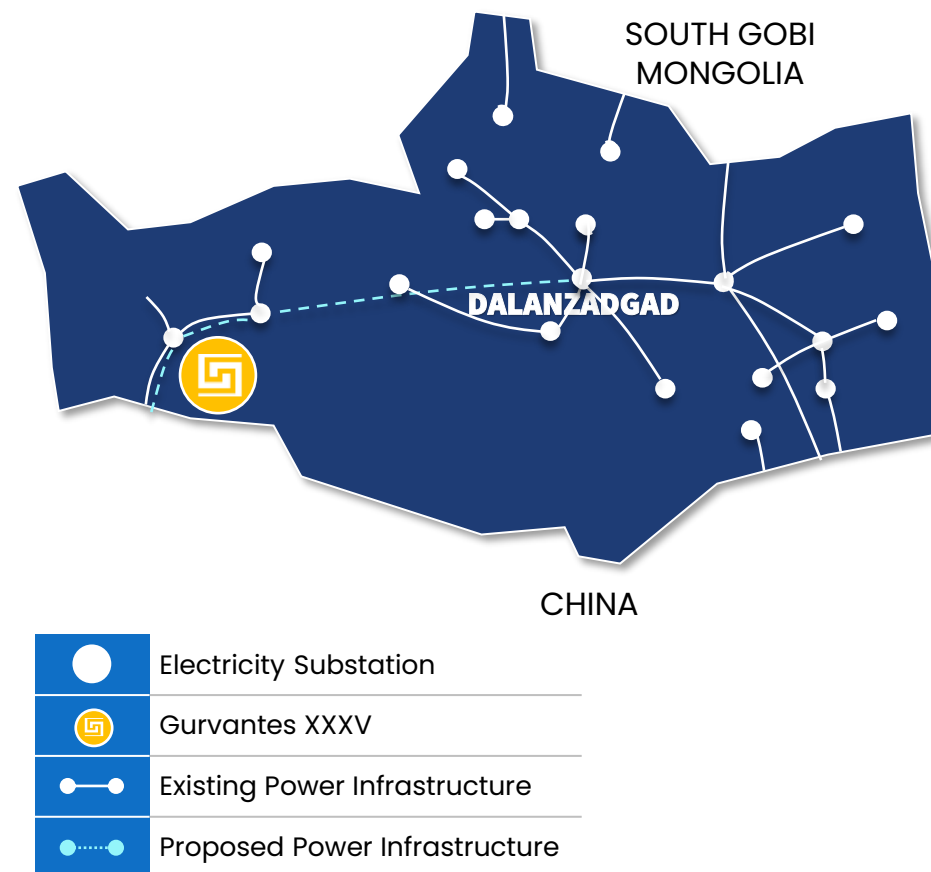 SOUTH GOBI
MONGOLIA
DALANZADGAD
CHINA
Electricity Substation
Gurvantes XXXV
Existing Power Infrastructure
Proposed Power Infrastructure